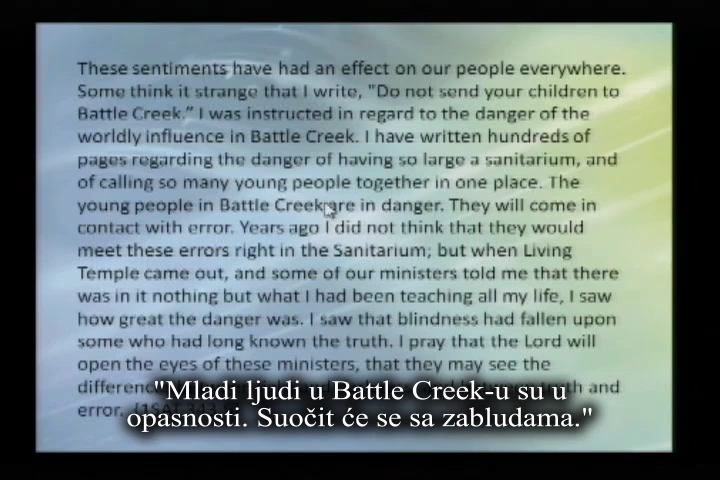 These sentiments have had an effect on our people everywhere.
Some think it strange that I write, "Do not send your children to
Battle Creek." I was instructed in regard to the danger of the
worldly influence in Battle Creek. I have written hundreds of
pages regarding the danger of having so large a sanitarium, and
of calling so many young people together in one place. The
young people in Battle Creek are in danger. They will come in
contact with error. Years ago I did not think that they would
meet these errors right in the Sanitarium; but when Living
Temple came out, and some of our ministers told me that there
was in it nothing but what I had been teaching all my life, I saw
how great the danger was. I saw that blindness had fallen upon
some who had long known the truth. I pray that the Lord will
open the eyes of these ministers, that they may see the
and
error.
"Mladi ljudi u Battle Creek-u su u
opasnosti. Suočit će se sa zabludama."